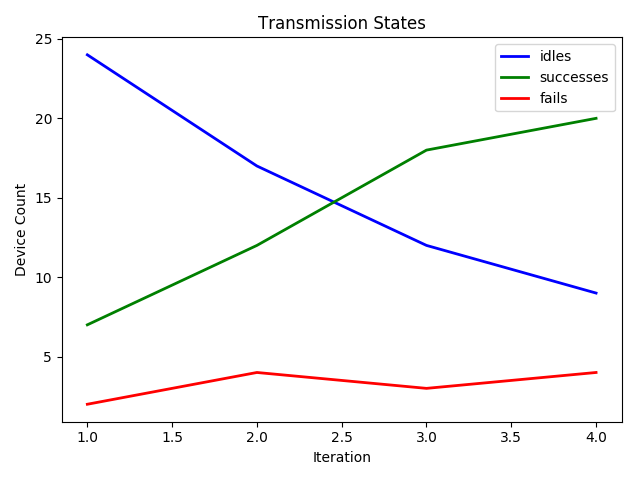 Transmission States
25
20
15
10
5
Device Count
idles
successes
fails
1.0 1.5 2.0 2.5 3.0 3.5 4.0
Iteration